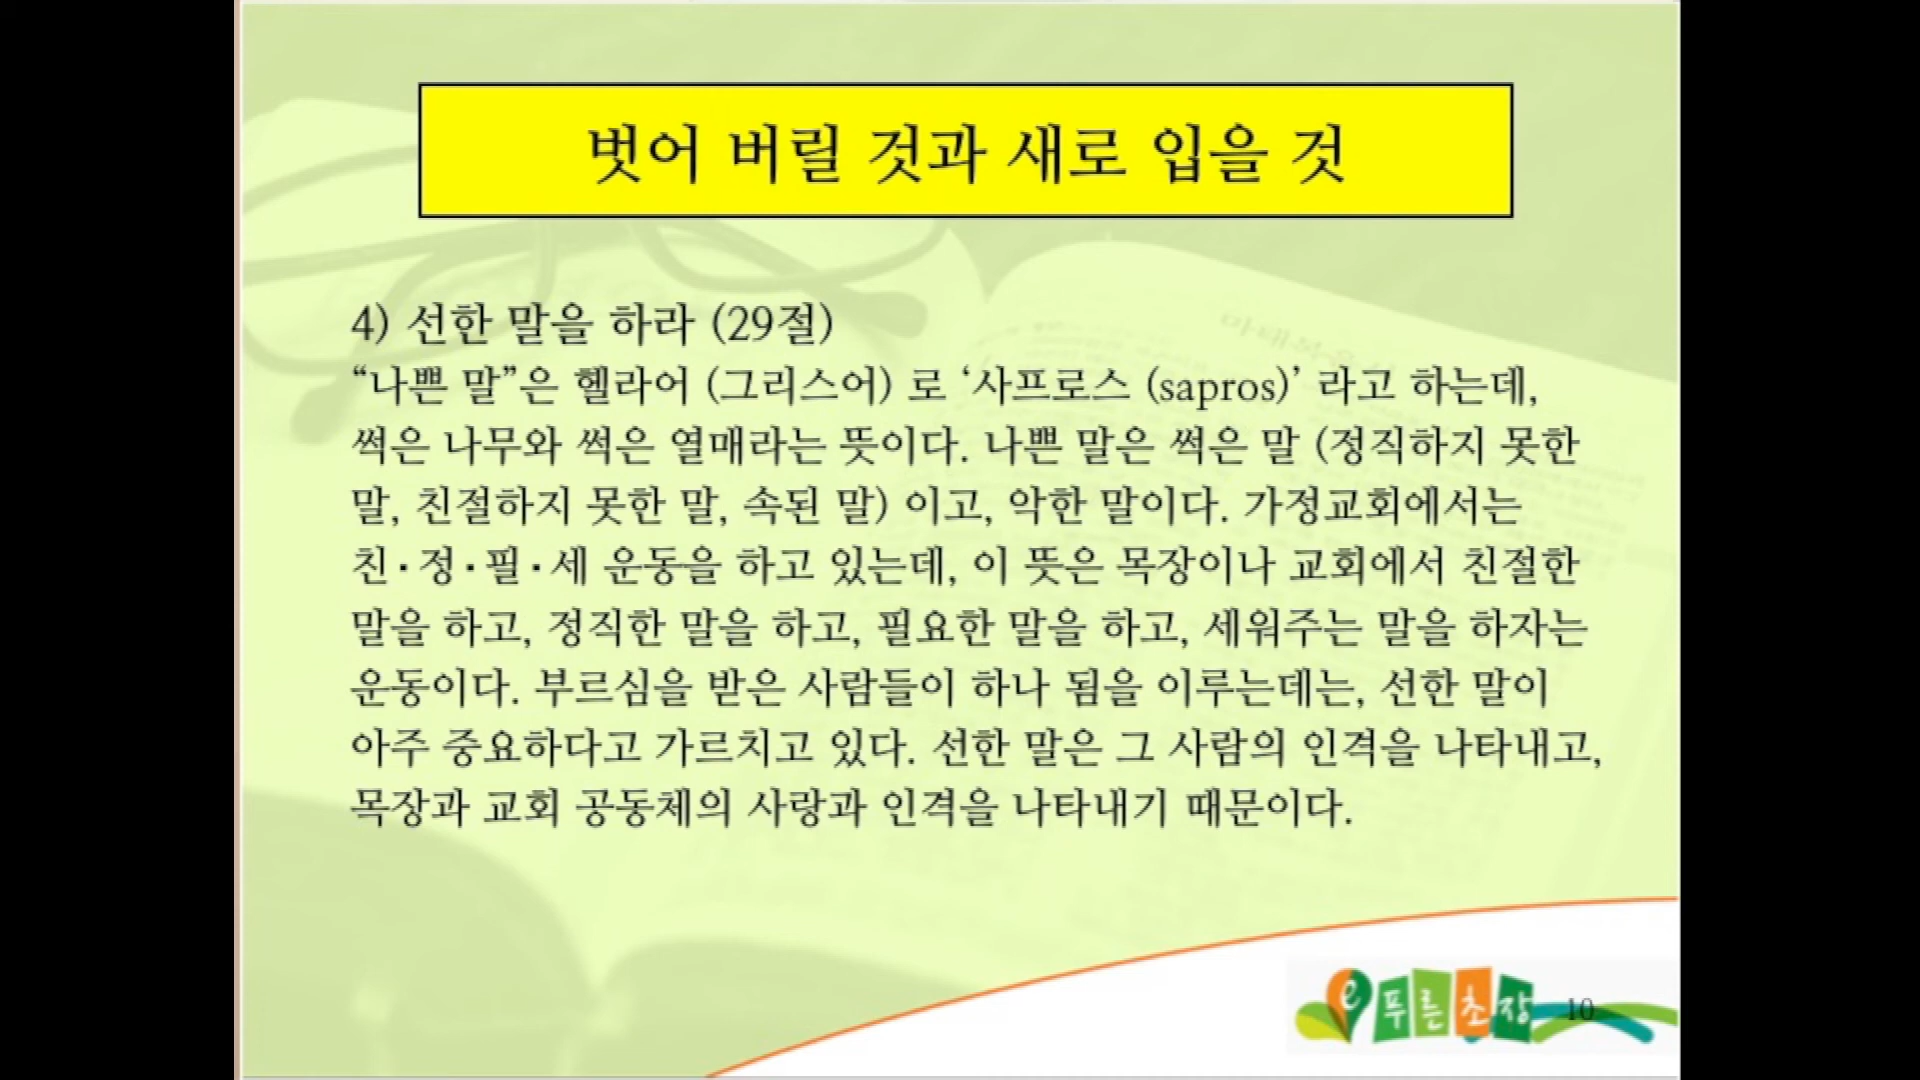 벗어 버릴 것과 새로 입을 것
4) 선한 말을 하라 (29절)
“나쁜 말”은 헬라어 (그리스어) 로 ‘사프로스 (sapros)’ 라고 하는데,
썩은 나무와 썩은 열매라는 뜻이다. 나쁜 말은 썩은 말 (정직하지 못한
말, 친절하지 못한 말, 속된 말) 이고, 악한 말이다. 가정교회에서는
친·정·필·세 운동을 하고 있는데, 이 뜻은 목장이나 교회에서 친절한
말을 하고, 정직한 말을 하고, 필요한 말을 하고, 세워주는 말을 하자는
운동이다. 부르심을 받은 사람들이 하나 됨을 이루는데는, 선한 말이
아주 중요하다고 가르치고 있다. 선한 말은 그 사람의 인격을 나타내고,
목장과 교회 공동체의 사랑과 인격을 나타내기 때문이다.
e 푸른초장 10